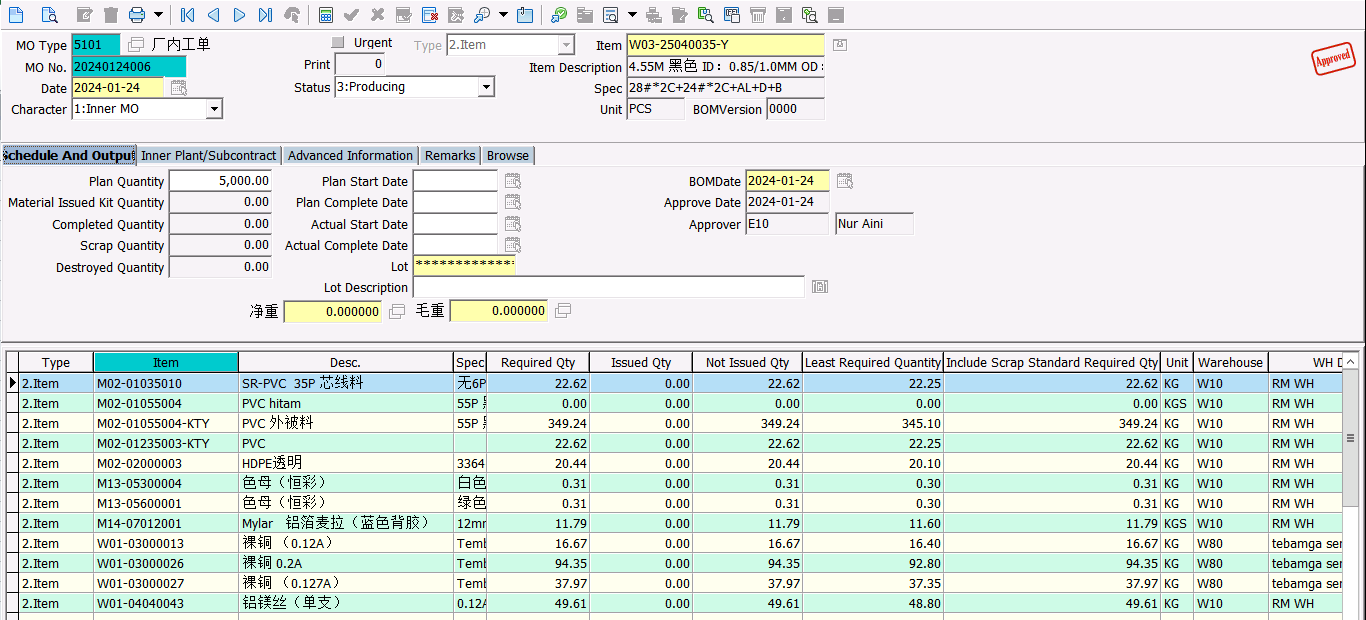 MO Type 5101 厂内工单 Urgent Type 2.Item Item W03-25040035-Y
MO No. 20240124006 Print 0 Item Description 4.55M 黑色 ID：0.85/1.0MM OD：
Date 2024-01-24 Status 3:Producing Spec 28#*2C+24#*2C+AL+D+B
Character 1:Inner MO Unit PCS BOMVersion 0000
Approved
Schedule And Output Inner Plant/Subcontract Advanced Information Remarks Browse
Plan Quantity 5,000.00 Plan Start Date BOMDate 2024-01-24
Material Issued Kit Quantity 0.00 Plan Complete Date Approve Date 2024-01-24
Completed Quantity 0.00 Actual Start Date Approver E10 Nur Aini
Scrap Quantity 0.00 Actual Complete Date
Destroyed Quantity 0.00 Lot *************
Lot Description
净重 0.000000 毛重 0.000000
Type Item Desc. Spec Required Qty Issued Qty Not Issued Qty Least Required Quantity Include Scrap Standard Required Qty Unit Warehouse WH D
2.Item M02-01035010 SR-PVC 35P 芯线料 无6P 22.62 0.00 22.62 22.25 22.62 KG W10 RM WH
2.Item M02-01055004 PVC hitam 55P 0.00 0.00 0.00 0.00 0.00 KGS W10 RM WH
2.Item M02-01055004-KTY PVC 外被料 55P 349.24 0.00 349.24 345.10 349.24 KG W10 RM WH
2.Item M02-01235003-KTY PVC 22.62 0.00 22.62 22.25 22.62 KG W10 RM WH
2.Item M02-02000003 HDPE透明 3364 20.44 0.00 20.44 20.10 20.44 KG W10 RM WH
2.Item M13-05300004 色母（恒彩） 白色 0.31 0.00 0.31 0.30 0.31 KG W10 RM WH
2.Item M13-05600001 色母（恒彩） 绿色 0.31 0.00 0.31 0.30 0.31 KG W10 RM WH
2.Item M14-07012001 Mylar 铝箔麦拉（蓝色背胶） 12mm 11.79 0.00 11.79 11.60 11.79 KGS W10 RM WH
2.Item W01-03000013 裸铜 （0.12A） Temb 16.67 0.00 16.67 16.40 16.67 KG W80 tebamga ser
2.Item W01-03000026 裸铜 0.2A Temb 94.35 0.00 94.35 92.80 94.35 KG W80 tebamga ser
2.Item W01-03000027 裸铜 （0.127A） Temb 37.97 0.00 37.97 37.35 37.97 KG W80 tebamga ser
2.Item W01-04040043 铝镁丝（单支） 0.12A 49.61 0.00 49.61 48.80 49.61 KG W10 RM WH